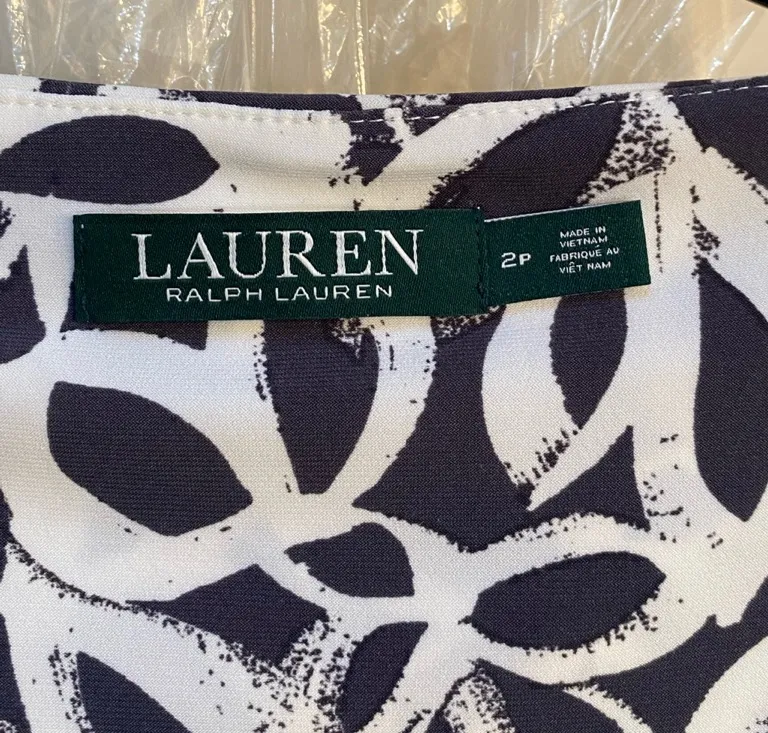 LAUREN
RALPH LAUREN
2P
MADE IN
VIETNAM
FABRIQUÉ AU
VIÊT NAM